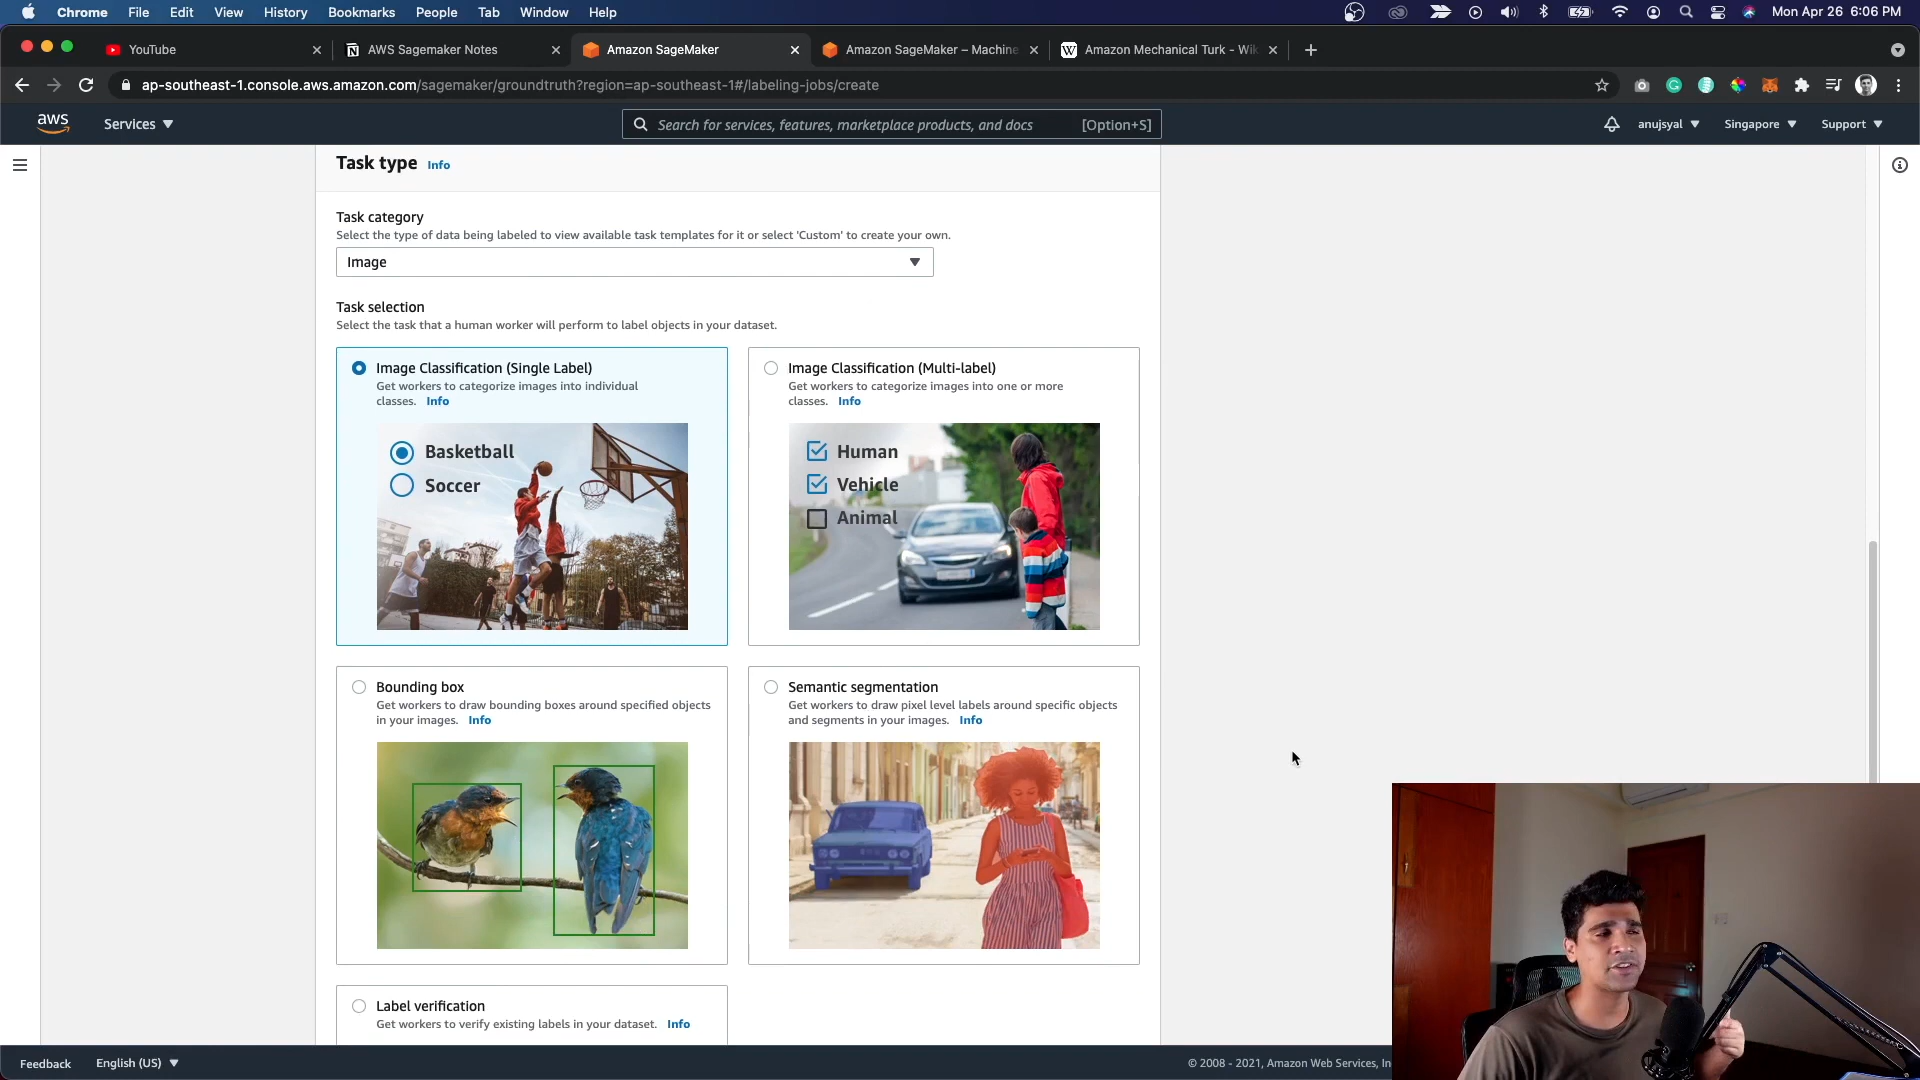 Chrome File Edit View History Bookmarks People Tab Window Help Mon Apr 26 6:06 PM
YouTube AWS Sagemaker Notes Amazon SageMaker Amazon SageMaker – Machine Amazon Mechanical Turk - Wik
ap-southeast-1.console.aws.amazon.com/sagemaker/groundtruth?region=ap-southeast-1#/labeling-jobs/create
aws Services Search for services, features, marketplace products, and docs [Option+S] anujsyal Singapore Support
Task type Info
Task category
Select the type of data being labeled to view available task templates for it or select 'Custom' to create your own.
Image
Task selection
Select the task that a human worker will perform to label objects in your dataset.
Image Classification (Single Label)
Get workers to categorize images into individual
classes. Info
Basketball
Soccer
Image Classification (Multi-label)
Get workers to categorize images into one or more
classes. Info
Human
Vehicle
Animal
Bounding box
Get workers to draw bounding boxes around specified objects
in your images. Info
Semantic segmentation
Get workers to draw pixel level labels around specific objects
and segments in your images. Info
Label verification
Get workers to verify existing labels in your dataset. Info
Feedback English (US) © 2008 - 2021, Amazon Web Services, In